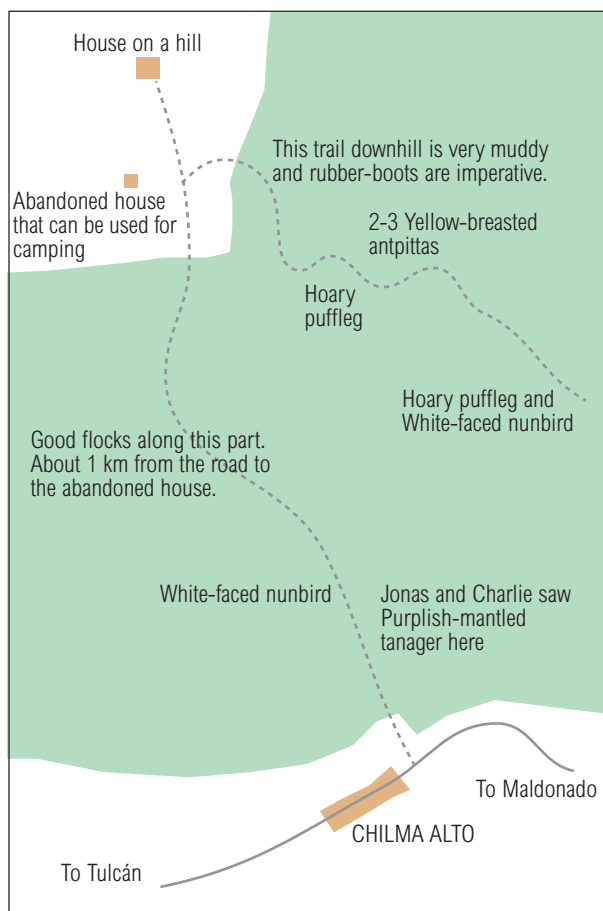 House on a hill
This trail downhill is very muddy
and rubber-boots are imperative.
Abandoned house
that can be used for
camping
2-3 Yellow-breasted
antpittas
Hoary
puffleg
Hoary puffleg and
White-faced nunbird
Good flocks along this part.
About 1 km from the road to
the abandoned house.
White-faced nunbird
Jonas and Charlie saw
Purplish-mantled
tanager here
To Maldonado
CHILMA ALTO
To Tulcán